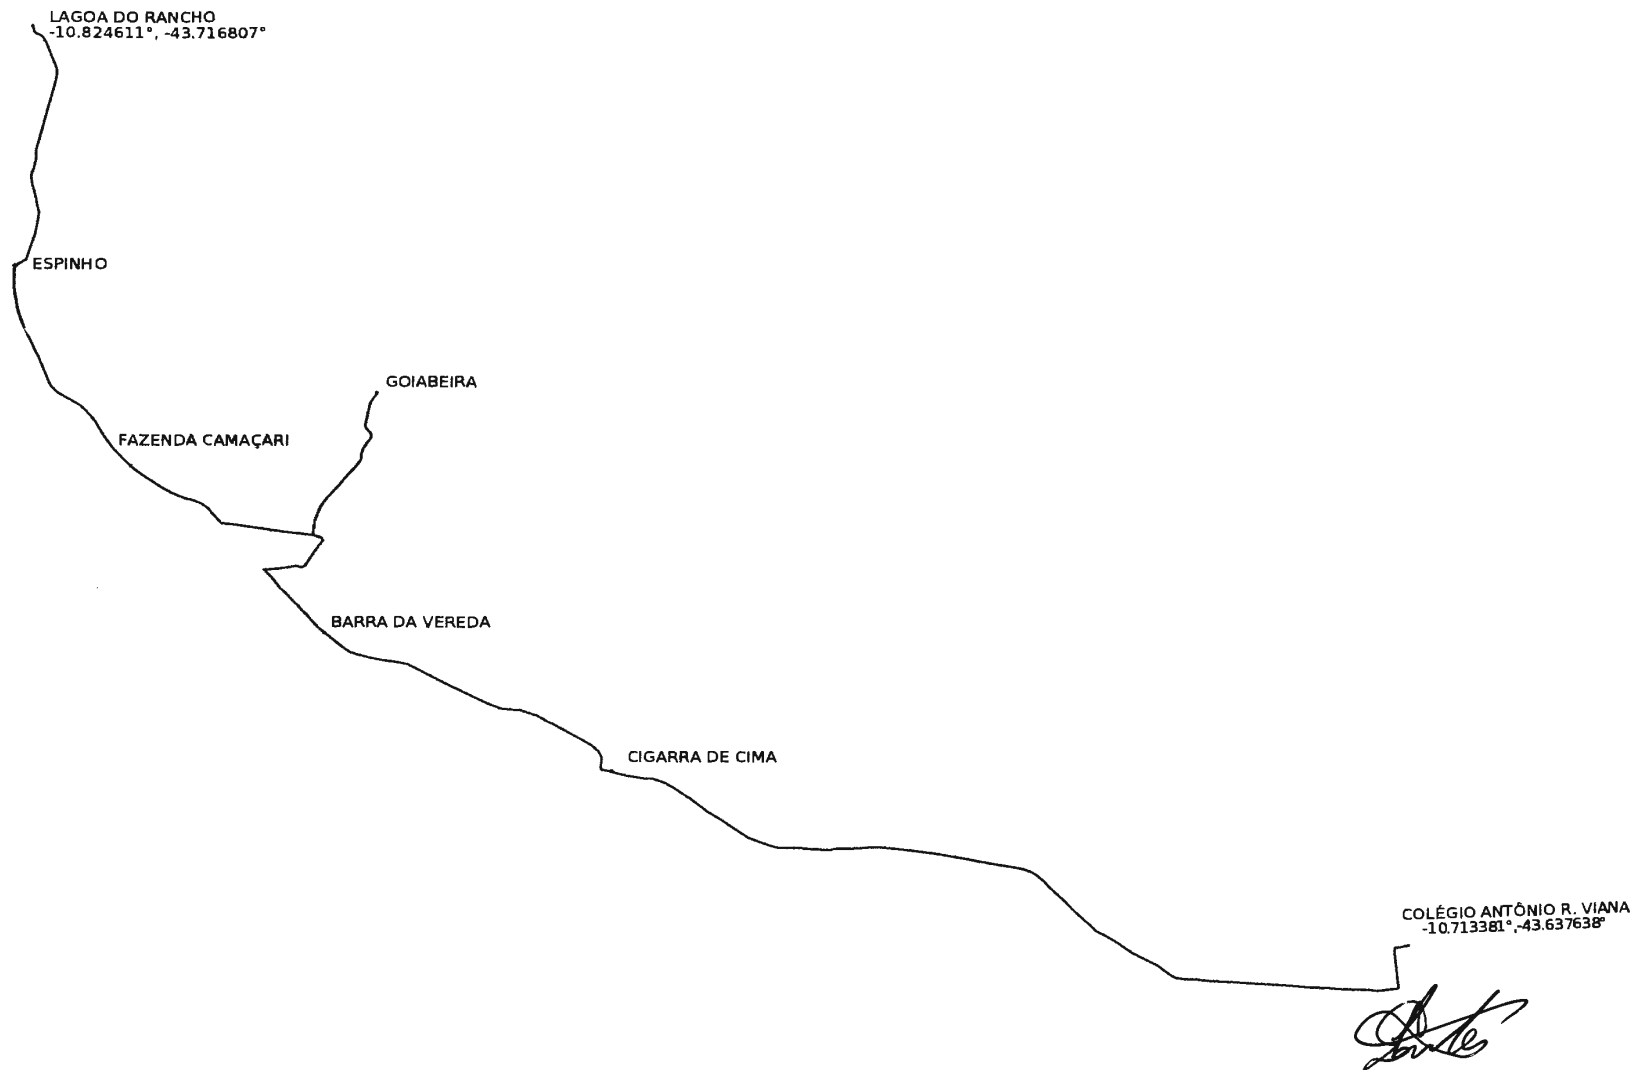 LAGOA DO RANCHO
-10.824611°, -43.716807°
ESPINHO
GOIABEIRA
FAZENDA CAMAÇARI
BARRA DA VEREDA
CIGARRA DE CIMA
COLÉGIO ANTÔNIO R. VIANA
-10.713381°,-43.637638°